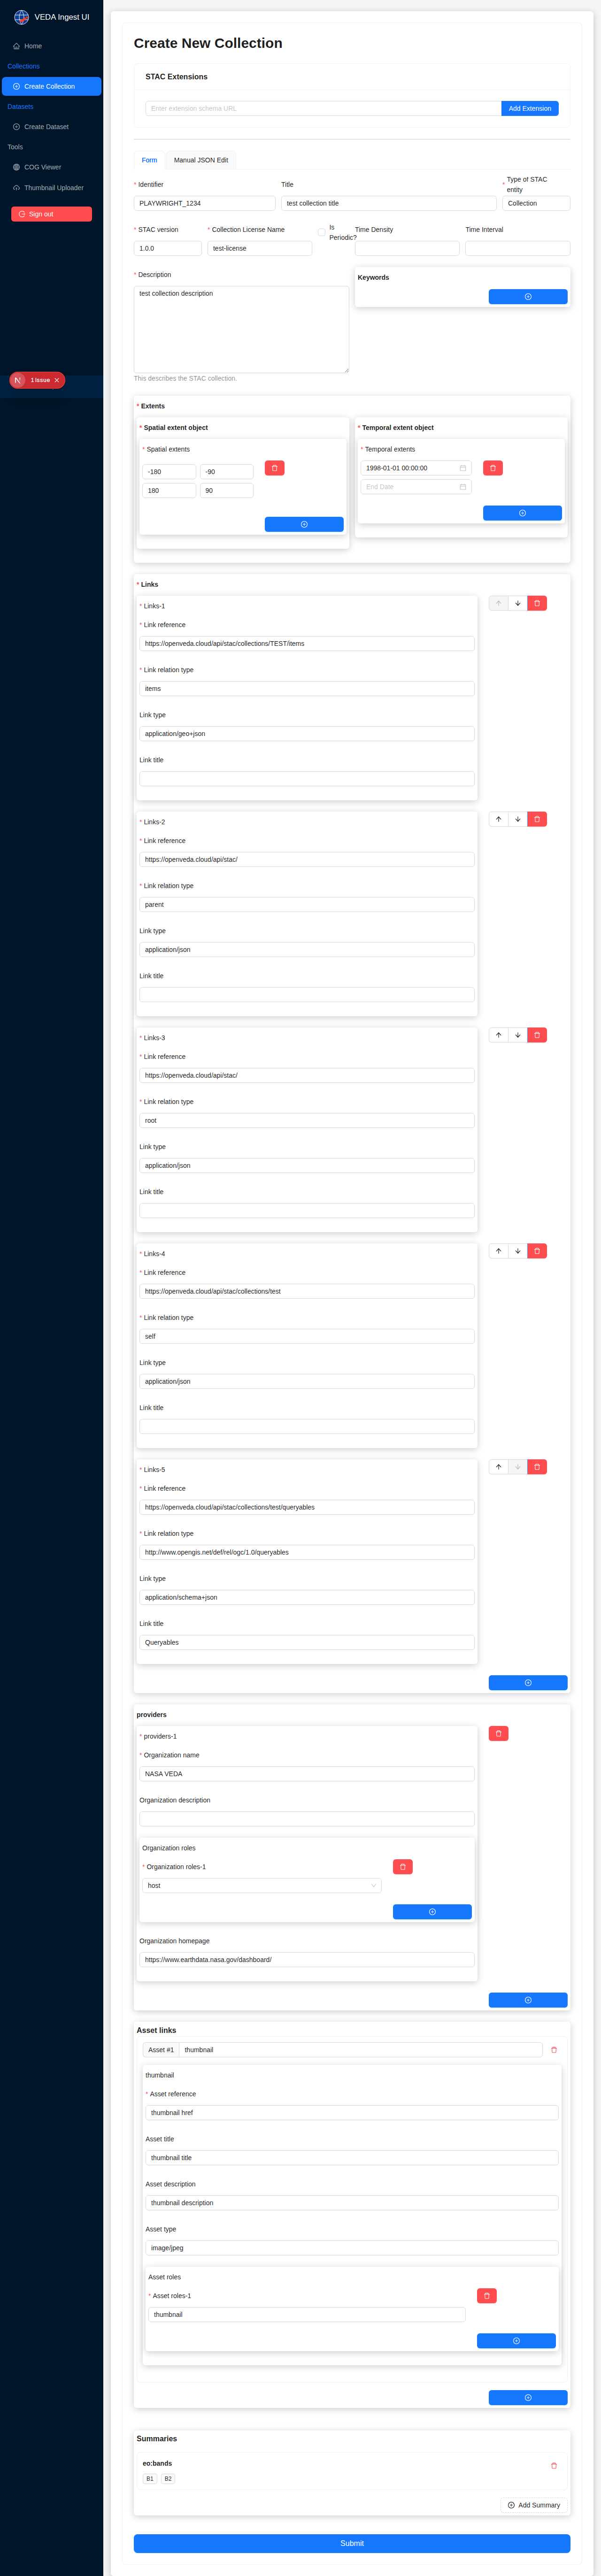 VEDA Ingest UI
Home
Collections
Create Collection
Datasets
Create Dataset
Tools
COG Viewer
Thumbnail Uploader
Sign out
N 1 Issue
Create New Collection
STAC Extensions
Enter extension schema URL
Add Extension
Form Manual JSON Edit
* Identifier
PLAYWRIGHT_1234
Title
test collection title
* Type of STAC
entity
Collection
* STAC version
1.0.0
* Collection License Name
test-license
Is
Periodic?
Time Density
Time Interval
* Description
test collection description
This describes the STAC collection.
Keywords
* Extents
* Spatial extent object
* Spatial extents
-180 -90
180 90
* Temporal extent object
* Temporal extents
1998-01-01 00:00:00
End Date
* Links
* Links-1
* Link reference
https://openveda.cloud/api/stac/collections/TEST/items
* Link relation type
items
Link type
application/geo+json
Link title
* Links-2
* Link reference
https://openveda.cloud/api/stac/
* Link relation type
parent
Link type
application/json
Link title
* Links-3
* Link reference
https://openveda.cloud/api/stac/
* Link relation type
root
Link type
application/json
Link title
* Links-4
* Link reference
https://openveda.cloud/api/stac/collections/test
* Link relation type
self
Link type
application/json
Link title
* Links-5
* Link reference
https://openveda.cloud/api/stac/collections/test/queryables
* Link relation type
http://www.opengis.net/def/rel/ogc/1.0/queryables
Link type
application/schema+json
Link title
Queryables
providers
* providers-1
* Organization name
NASA VEDA
Organization description
Organization roles
* Organization roles-1
host
Organization homepage
https://www.earthdata.nasa.gov/dashboard/
Asset links
Asset #1 thumbnail
thumbnail
* Asset reference
thumbnail href
Asset title
thumbnail title
Asset description
thumbnail description
Asset type
image/jpeg
Asset roles
* Asset roles-1
thumbnail
Summaries
eo:bands
B1 B2
Add Summary
Submit